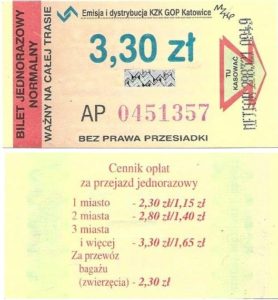 Emisja i dystrybucja KZK GOP Katowice
BILET JEDNORAZOWY
NORMALNY
WAŻNY NA CAŁEJ TRASIE
3,30 zł
TU
KASOWAĆ
AP 0451357
BEZ PRAWA PRZESIADKI
Cennik opłat
za przejazd jednorazowy
1 miasto - 2,30 zł/1,15 zł
2 miasta - 2,80 zł/1,40 zł
3 miasta
i więcej - 3,30 zł/1,65 zł
Za przewóz
bagażu
(zwierzęcia) - 2,30 zł